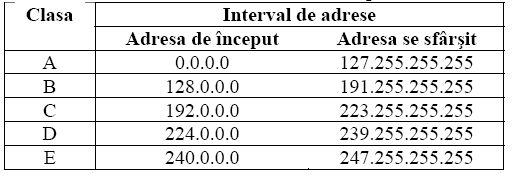 Clasa Interval de adrese
Adresa de început Adresa se sfârşit
A 0.0.0.0 127.255.255.255
B 128.0.0.0 191.255.255.255
C 192.0.0.0 223.255.255.255
D 224.0.0.0 239.255.255.255
E 240.0.0.0 247.255.255.255